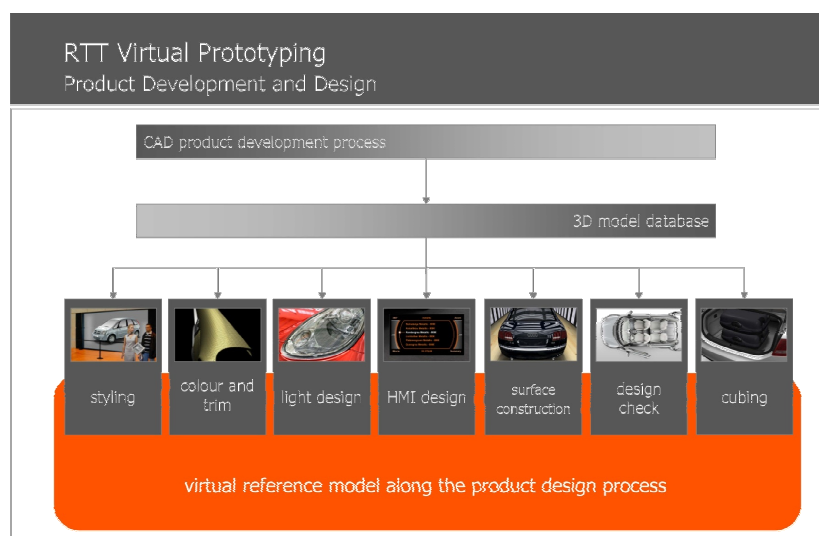 RTT Virtual Prototyping
Product Development and Design
CAD product development process
3D model database
styling
colour and
trim
light design
HMI design
surface
construction
design
check
cubing
virtual reference model along the product design process